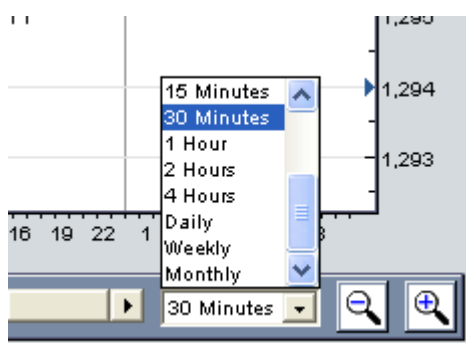 1,294
1,293
15 Minutes
30 Minutes
1 Hour
2 Hours
4 Hours
Daily
Weekly
Monthly
16 19 22 1
30 Minutes